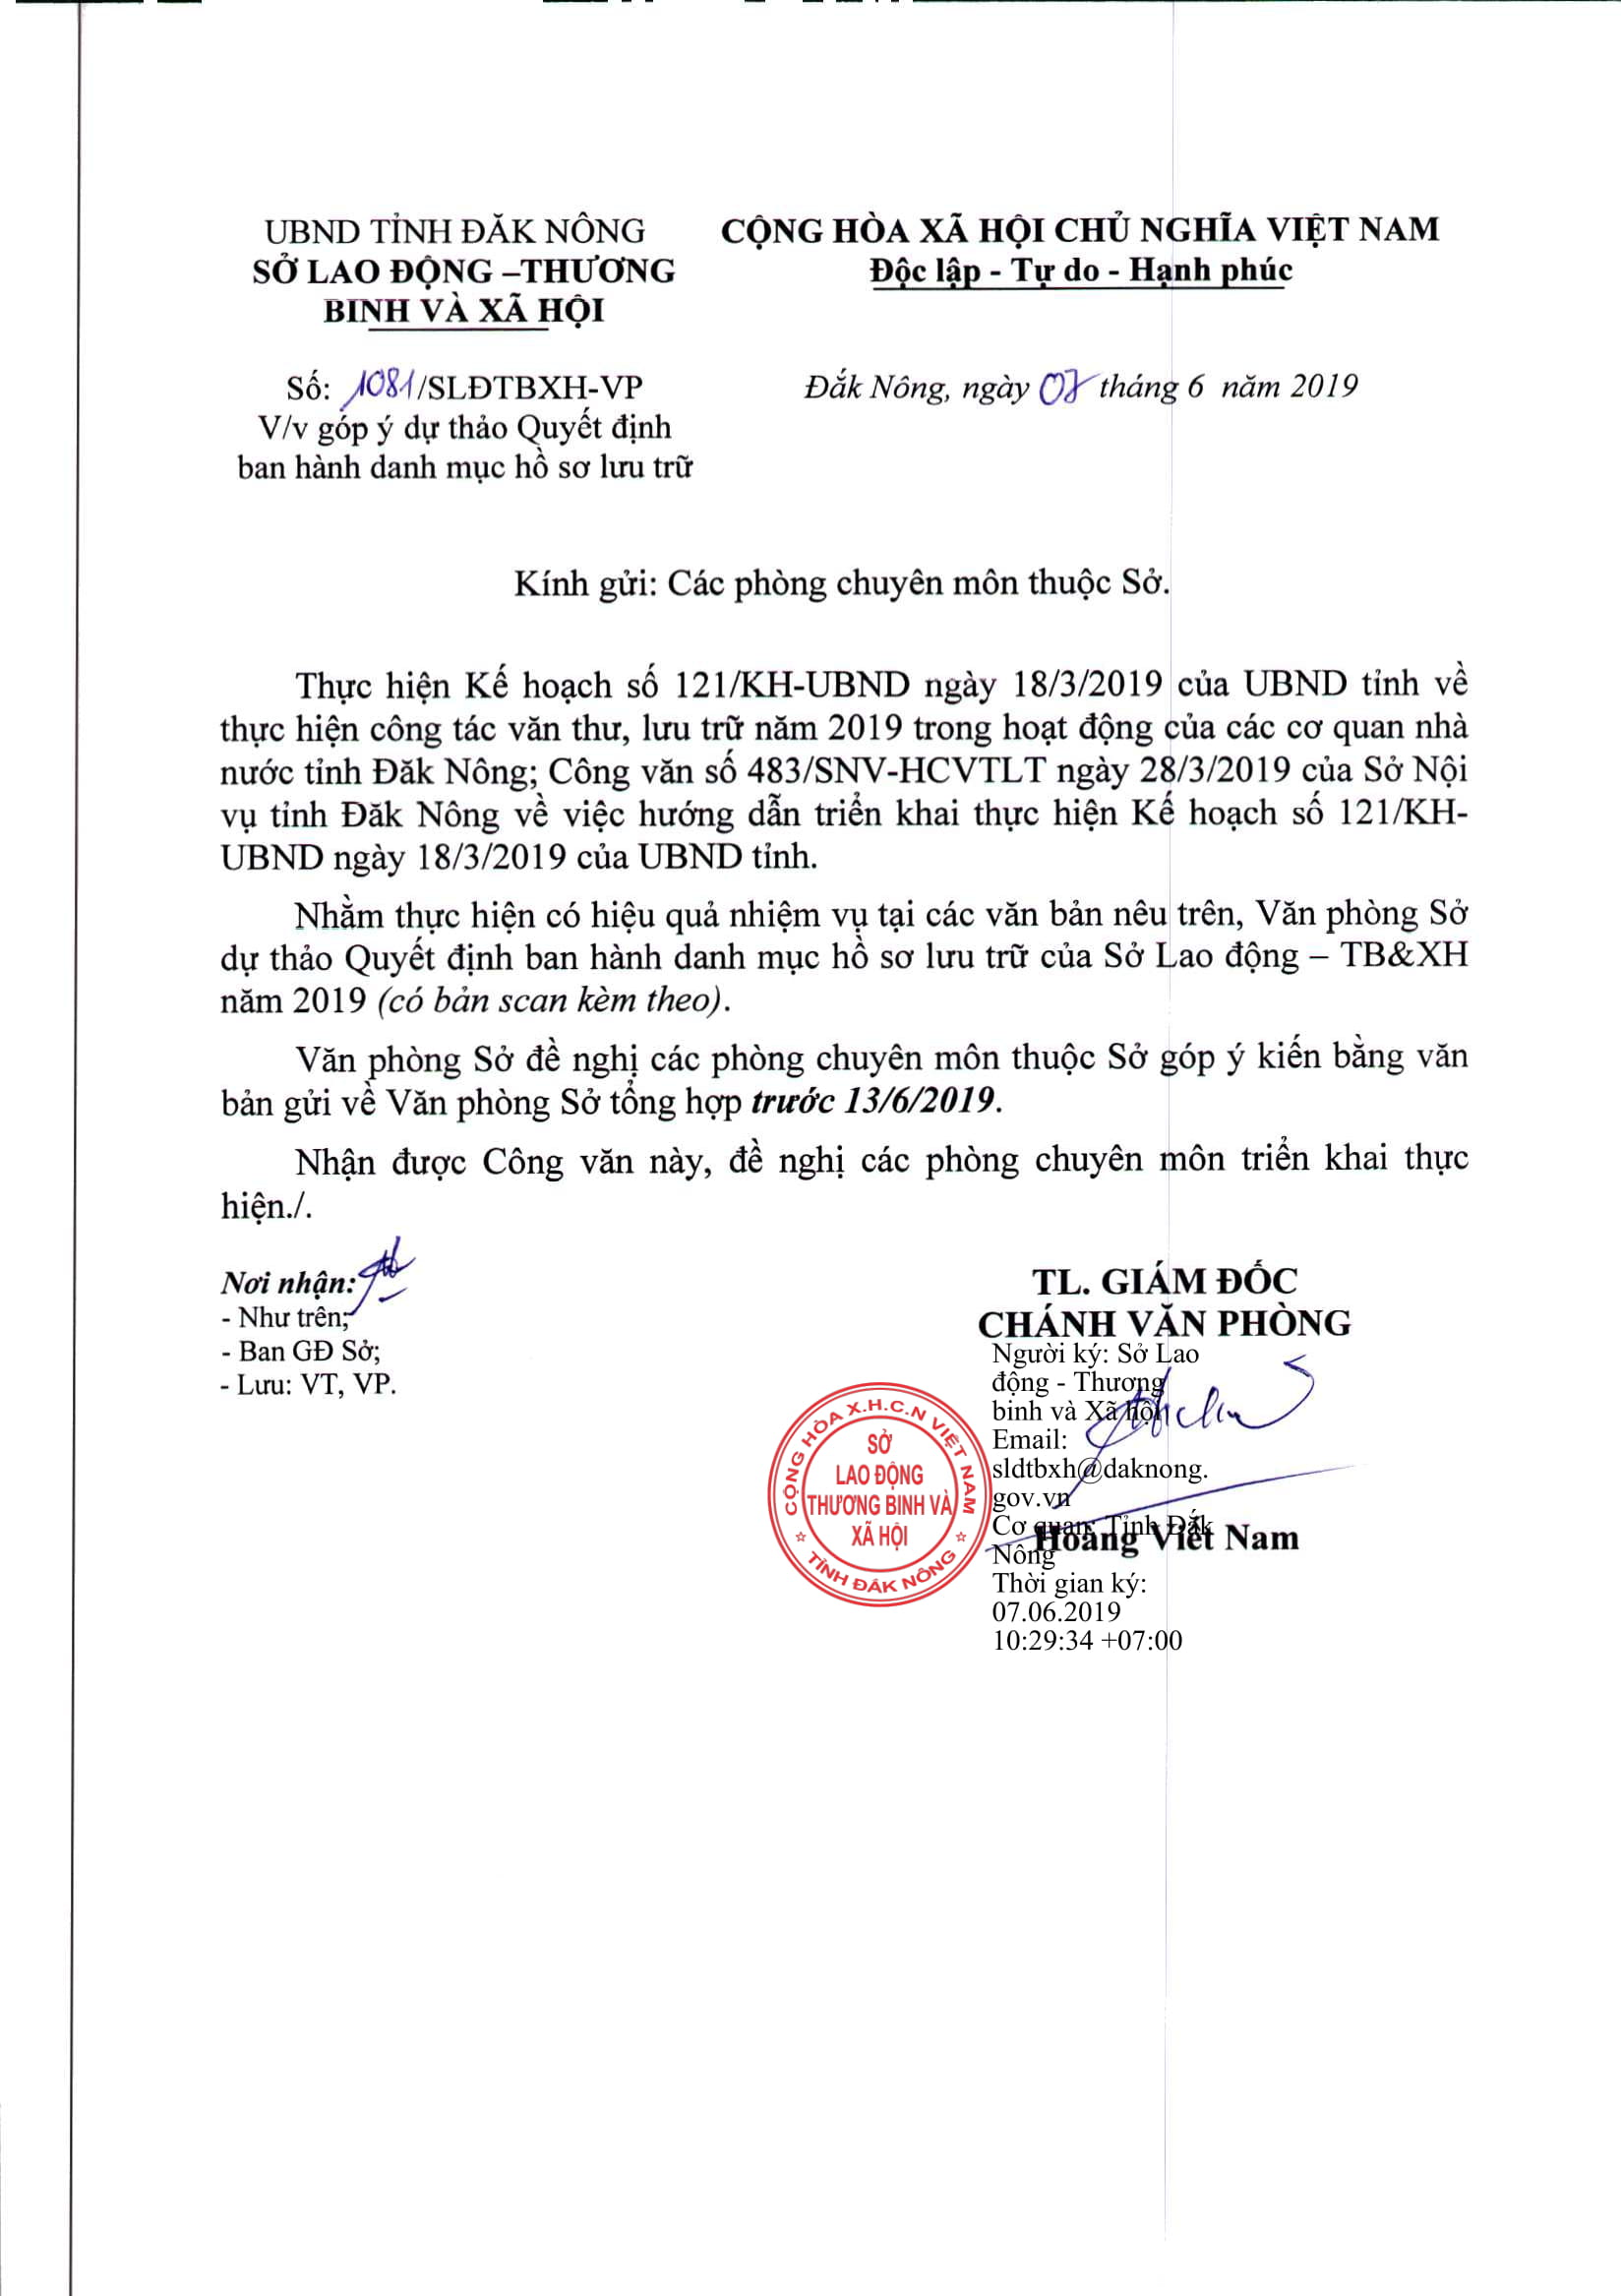 UBND TỈNH ĐĂK NÔNG
SỞ LAO ĐỘNG –THƯƠNG
BINH VÀ XÃ HỘI
CỘNG HÒA XÃ HỘI CHỦ NGHĨA VIỆT NAM
Độc lập - Tự do - Hạnh phúc
Số: 1081/SLĐTBXH-VP
V/v góp ý dự thảo Quyết định
ban hành danh mục hồ sơ lưu trữ
Đắk Nông, ngày 07 tháng 6 năm 2019
Kính gửi: Các phòng chuyên môn thuộc Sở.
Thực hiện Kế hoạch số 121/KH-UBND ngày 18/3/2019 của UBND tỉnh về
thực hiện công tác văn thư, lưu trữ năm 2019 trong hoạt động của các cơ quan nhà
nước tỉnh Đăk Nông; Công văn số 483/SNV-HCVTLT ngày 28/3/2019 của Sở Nội
vụ tỉnh Đăk Nông về việc hướng dẫn triển khai thực hiện Kế hoạch số 121/KH-
UBND ngày 18/3/2019 của UBND tỉnh.
Nhằm thực hiện có hiệu quả nhiệm vụ tại các văn bản nêu trên, Văn phòng Sở
dự thảo Quyết định ban hành danh mục hồ sơ lưu trữ của Sở Lao động – TB&XH
năm 2019 (có bản scan kèm theo).
Văn phòng Sở đề nghị các phòng chuyên môn thuộc Sở góp ý kiến bằng văn
bản gửi về Văn phòng Sở tổng hợp trước 13/6/2019.
Nhận được Công văn này, đề nghị các phòng chuyên môn triển khai thực
hiện./.
Nơi nhận:
- Như trên;
- Ban GĐ Sở;
- Lưu: VT, VP.
TL. GIÁM ĐỐC
CHÁNH VĂN PHÒNG
Người ký: Sở Lao
động - Thương
binh và Xã hội
Email:
sldtbxh@daknong.
gov.vn
Cơ quan: Tỉnh Đắk
Nông
Thời gian ký:
07.06.2019
10:29:34 +07:00
Hoàng Viết Nam
CỘNG HÒA X.H.C.N VIỆT NAM
SỞ
LAO ĐỘNG
THƯƠNG BINH VÀ
XÃ HỘI
TỈNH ĐẮK NÔNG